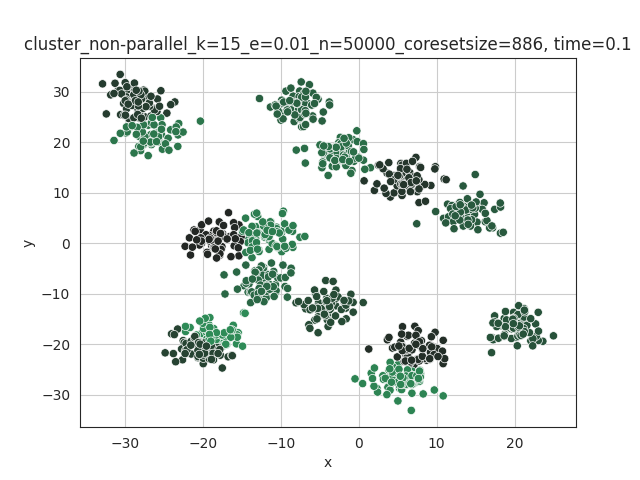 cluster_non-parallel_k=15_e=0.01_n=50000_coresetsize=886, time=0.1
30
20
10
0
−10
−20
−30
y
−30 −20 −10 0 10 20
x